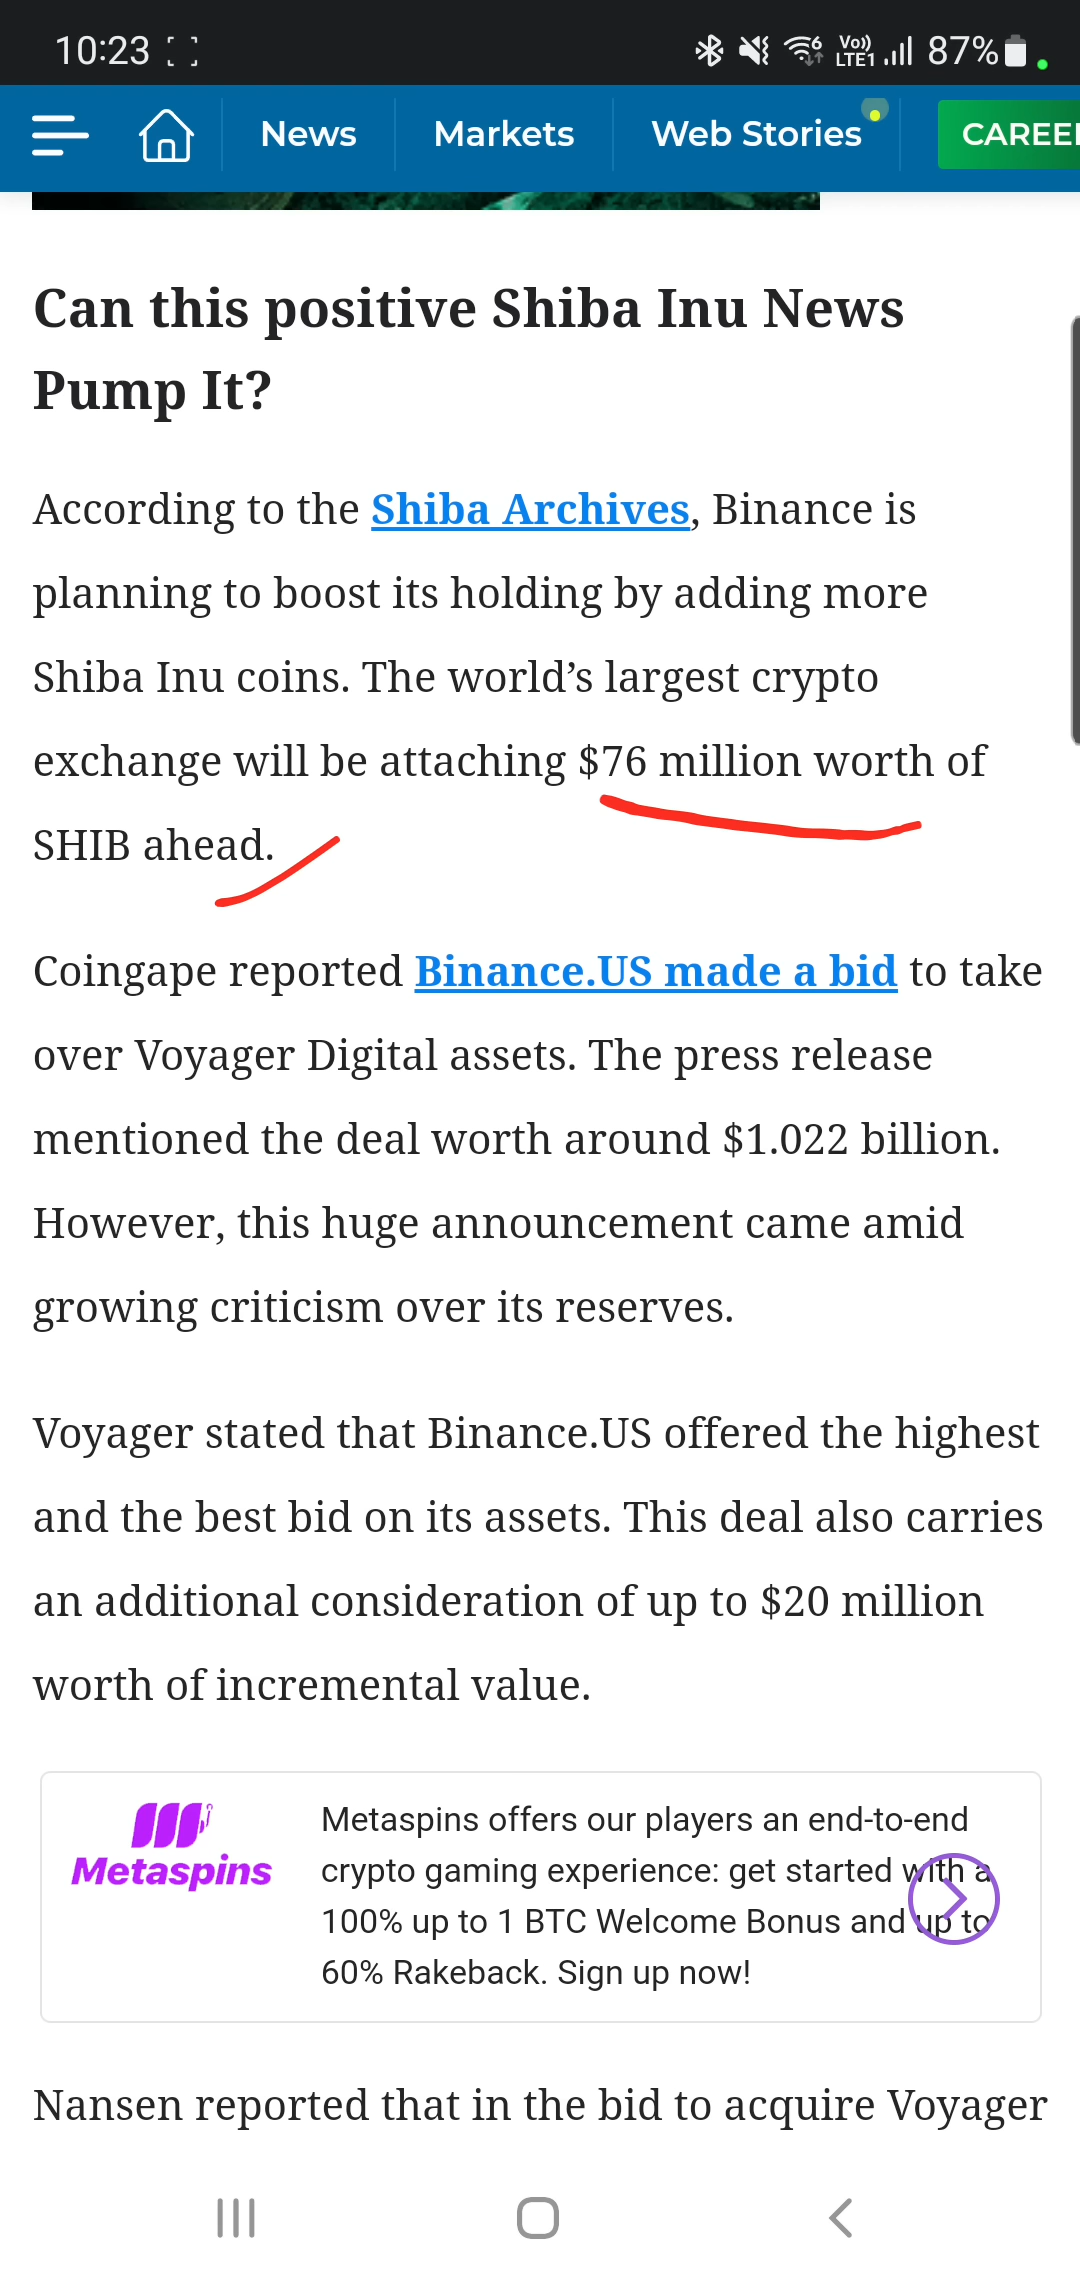 10:23
Vo)) LTE1 87%
News Markets Web Stories CAREE
Can this positive Shiba Inu News
Pump It?
According to the Shiba Archives, Binance is
planning to boost its holding by adding more
Shiba Inu coins. The world’s largest crypto
exchange will be attaching $76 million worth of
SHIB ahead.
Coingape reported Binance.US made a bid to take
over Voyager Digital assets. The press release
mentioned the deal worth around $1.022 billion.
However, this huge announcement came amid
growing criticism over its reserves.
Voyager stated that Binance.US offered the highest
and the best bid on its assets. This deal also carries
an additional consideration of up to $20 million
worth of incremental value.
Metaspins
Metaspins offers our players an end-to-end
crypto gaming experience: get started with a
100% up to 1 BTC Welcome Bonus and up to
60% Rakeback. Sign up now!
Nansen reported that in the bid to acquire Voyager